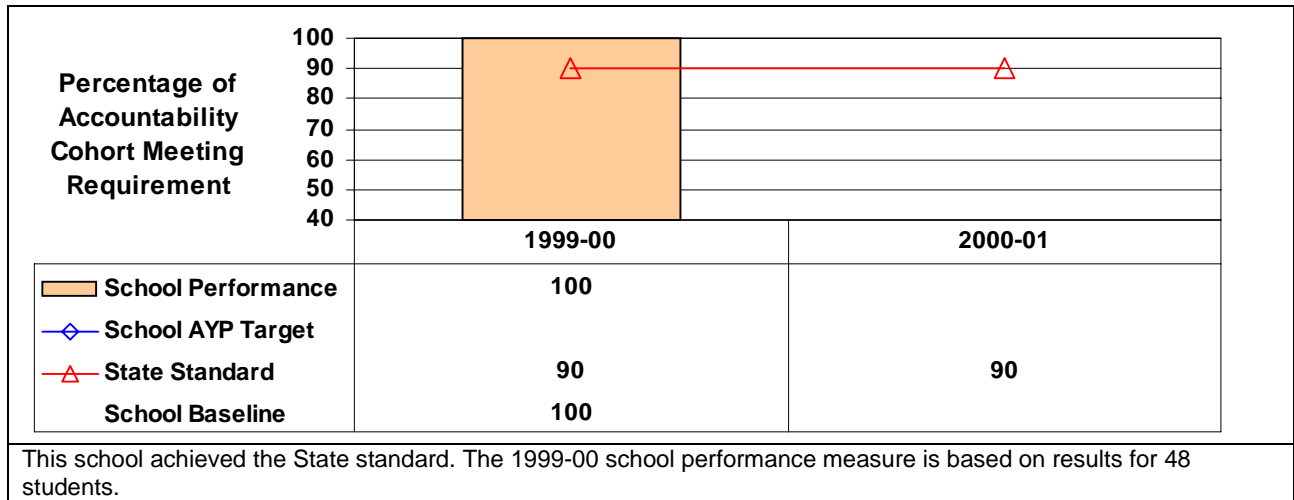 Percentage of
Accountability
Cohort Meeting
Requirement
100
90
80
70
60
50
40
1999-00 2000-01
School Performance 100
School AYP Target
State Standard 90 90
School Baseline 100
This school achieved the State standard. The 1999-00 school performance measure is based on results for 48
students.